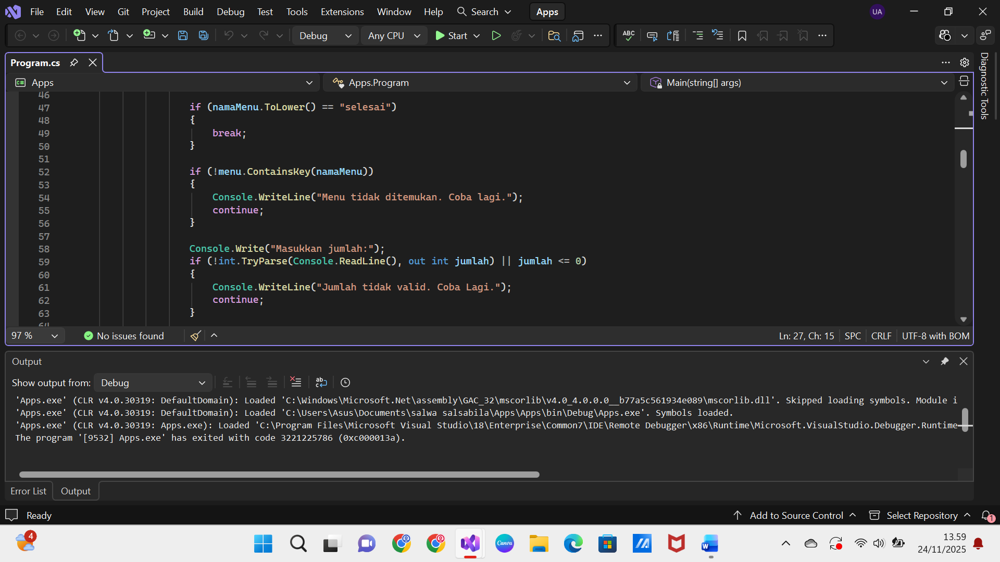 File Edit View Git Project Build Debug Test Tools Extensions Window Help Search Apps UA
Debug Any CPU Start ABC
Program.cs
Diagnostic Tools
C# Apps Apps.Program Main(string[] args)
46
47 if (namaMenu.ToLower() == "selesai")
48 {
49 break;
50 }
51
52 if (!menu.ContainsKey(namaMenu))
53 {
54 Console.WriteLine("Menu tidak ditemukan. Coba lagi.");
55 continue;
56 }
57
58 Console.Write("Masukkan jumlah:");
59 if (!int.TryParse(Console.ReadLine(), out int jumlah) || jumlah <= 0)
60 {
61 Console.WriteLine("Jumlah tidak valid. Coba Lagi.");
62 continue;
63 }
64
97 % No issues found Ln: 27, Ch: 15 SPC CRLF UTF-8 with BOM
Output
Show output from: Debug
'Apps.exe' (CLR v4.0.30319: DefaultDomain): Loaded 'C:\Windows\Microsoft.Net\assembly\GAC_32\mscorlib\v4.0_4.0.0.0__b77a5c561934e089\mscorlib.dll'. Skipped loading symbols. Module i
'Apps.exe' (CLR v4.0.30319: DefaultDomain): Loaded 'C:\Users\Asus\Documents\salwa salsabila\Apps\Apps\bin\Debug\Apps.exe'. Symbols loaded.
'Apps.exe' (CLR v4.0.30319: Apps.exe): Loaded 'C:\Program Files\Microsoft Visual Studio\18\Enterprise\Common7\IDE\Remote Debugger\x86\Runtime\Microsoft.VisualStudio.Debugger.Runtime
The program '[9532] Apps.exe' has exited with code 3221225786 (0xc000013a).
Error List Output
Ready Add to Source Control Select Repository 1
4 Canva W 13.59
24/11/2025